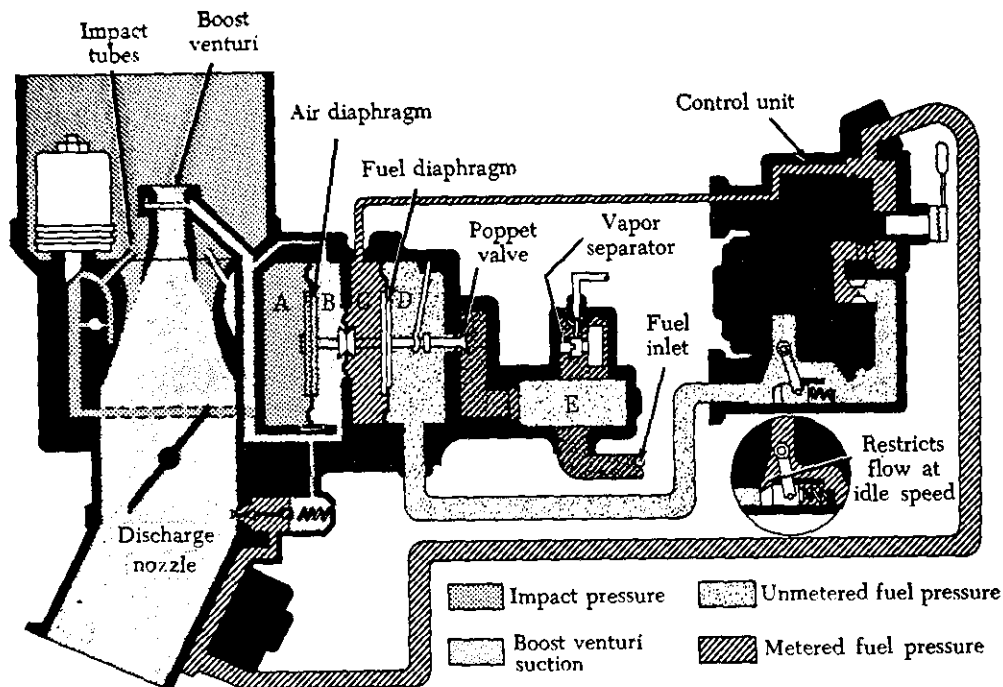 Impact
tubes
Boost
venturi
Air diaphragm
Fuel diaphragm
Control unit
Poppet
valve
Vapor
separator
Fuel
inlet
A
B
C
D
E
Restricts
flow at
idle speed
Discharge
nozzle
Impact pressure
Unmetered fuel pressure
Boost venturi
suction
Metered fuel pressure